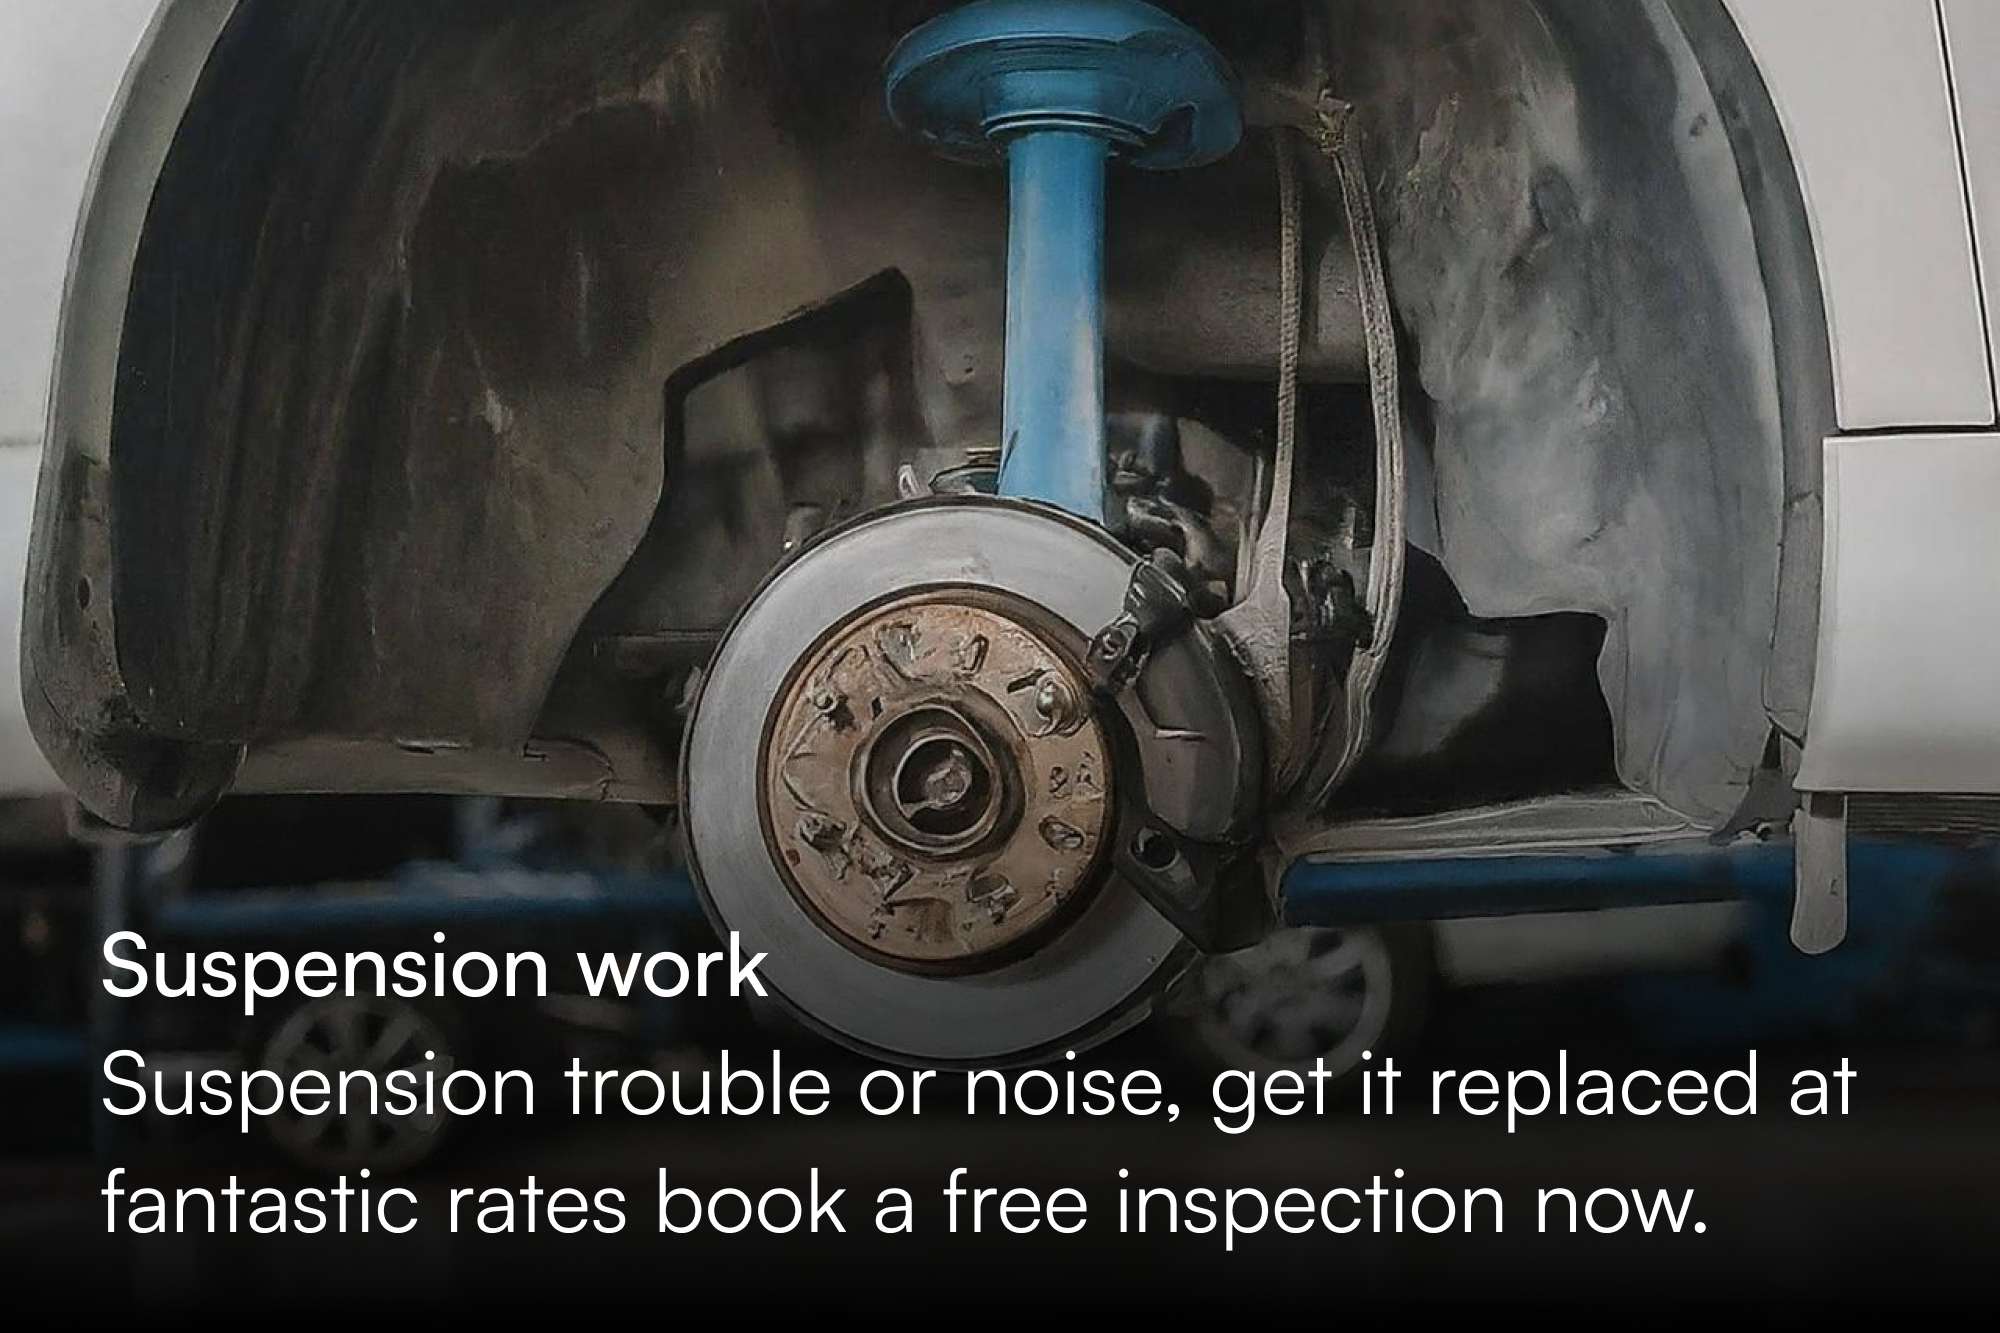 Suspension work
Suspension trouble or noise, get it replaced at
fantastic rates book a free inspection now.